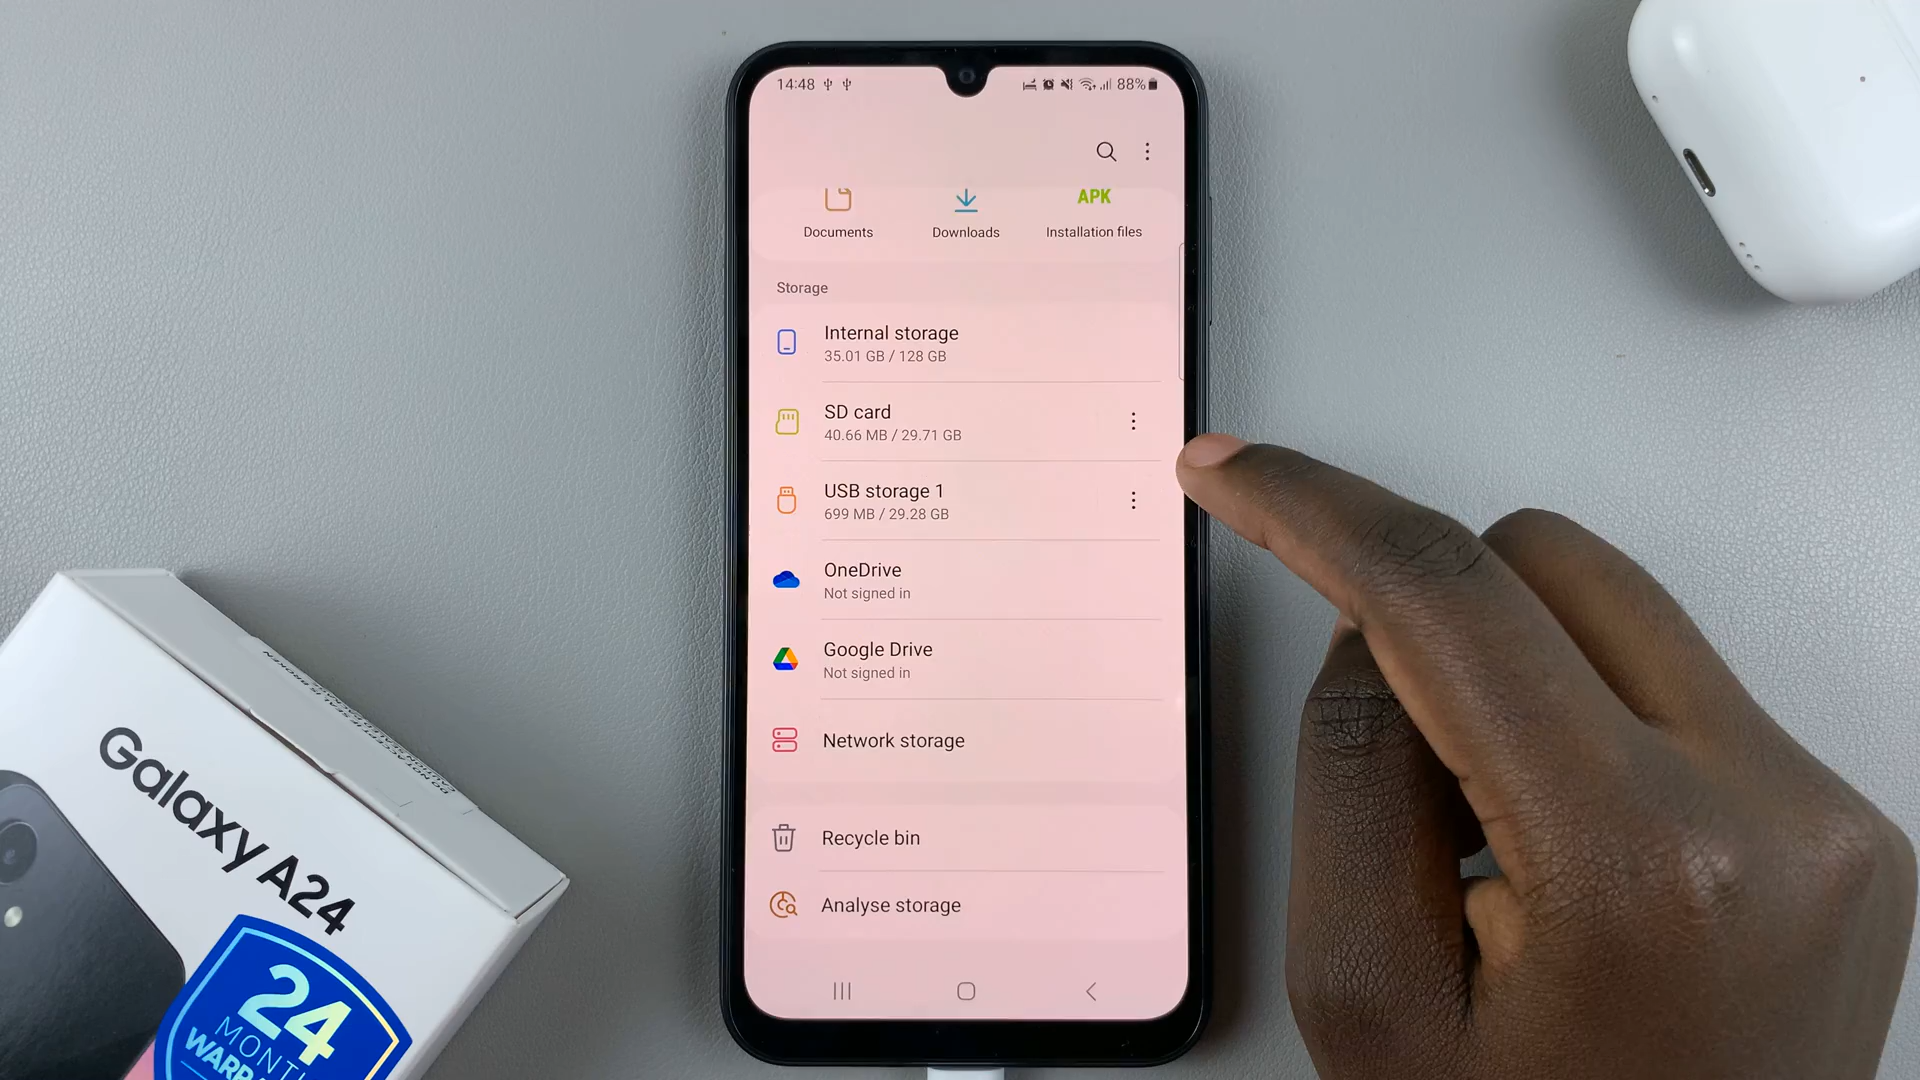 14:48
88%
APK
Documents
Downloads
Installation files
Storage
Internal storage
35.01 GB / 128 GB
SD card
40.66 MB / 29.71 GB
USB storage 1
699 MB / 29.28 GB
OneDrive
Not signed in
Google Drive
Not signed in
Network storage
Recycle bin
Analyse storage
Galaxy A24
24